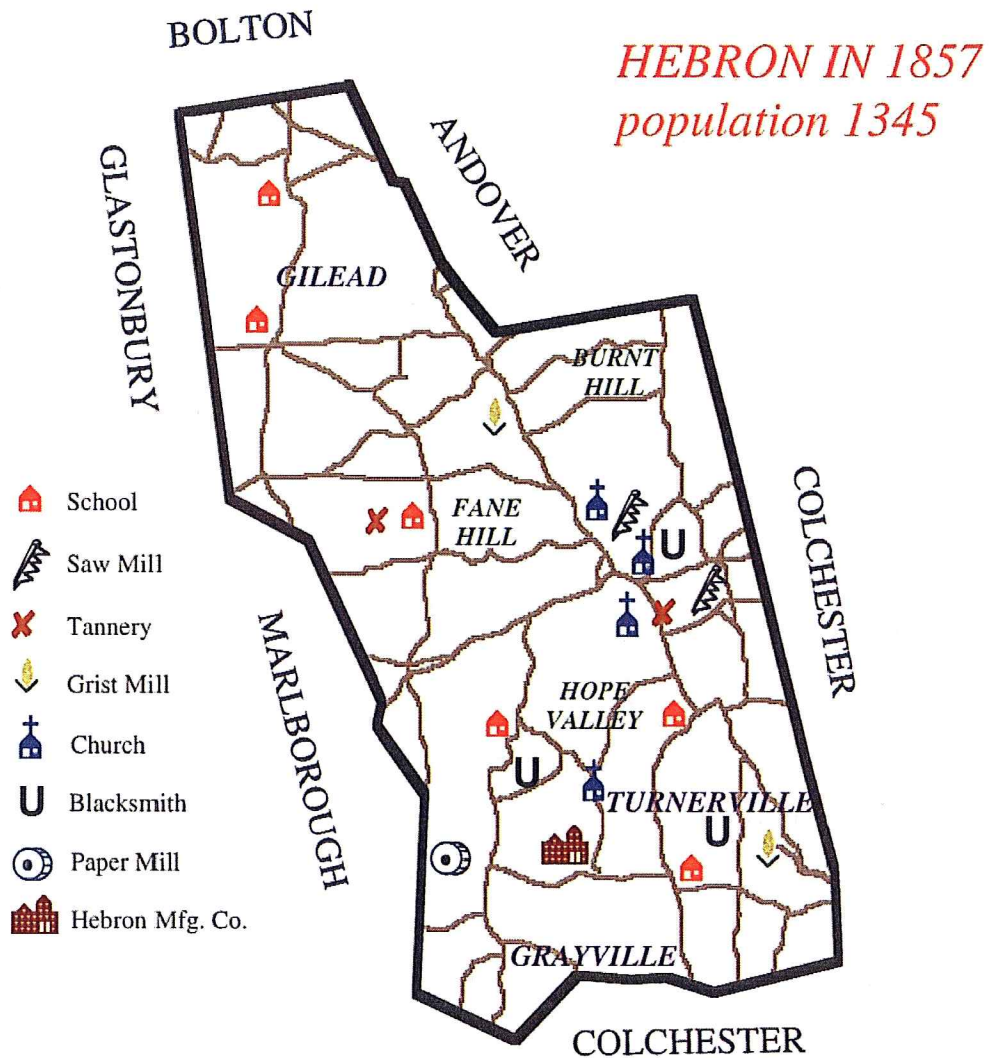 BOLTON
HEBRON IN 1857
population 1345
ANDOVER
GLASTONBURY
GILEAD
BURNT
HILL
COLCHESTER
School
FANE
HILL
Saw Mill
Tannery
MARLBOROUGH
Grist Mill
HOPE
VALLEY
Church
Blacksmith
TURNERVILLE
Paper Mill
Hebron Mfg. Co.
GRAYVILLE
COLCHESTER